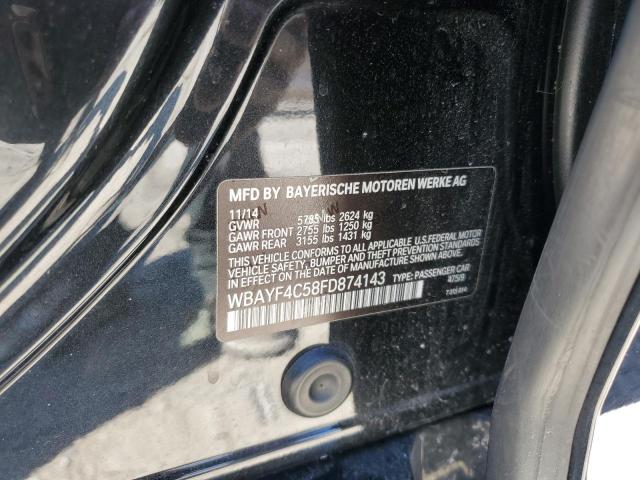 MFD BY BAYERISCHE MOTOREN WERKE AG
11/14
GVWR 5785 lbs 2624 kg
GAWR FRONT 2755 lbs 1250 kg
GAWR REAR 3155 lbs 1431 kg
THIS VEHICLE CONFORMS TO ALL APPLICABLE U.S.FEDERAL MOTOR
VEHICLE SAFETY, BUMPER, AND THEFT PREVENTION STANDARDS
IN EFFECT ON THE DATE OF MANUFACTURE SHOWN ABOVE.
WBAYF4C58FD874143 TYPE: PASSENGER CAR